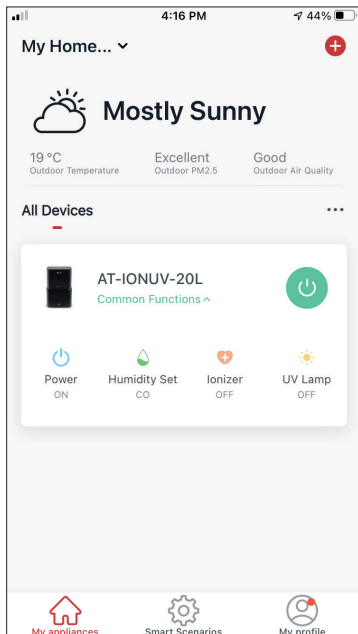 4:16 PM 44%
My Home...
Mostly Sunny
19 °C Excellent Good
Outdoor Temperature Outdoor PM2.5 Outdoor Air Quality
All Devices
AT-IONUV-20L
Common Functions
Power Humidity Set Ionizer UV Lamp
ON CO OFF OFF
My appliances Smart Scenarios My profile